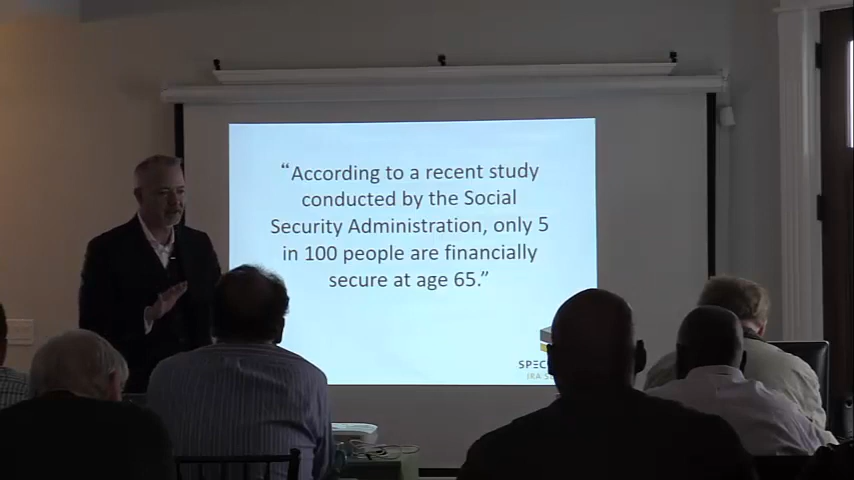 “According to a recent study
conducted by the Social
Security Administration, only 5
in 100 people are financially
secure at age 65.”